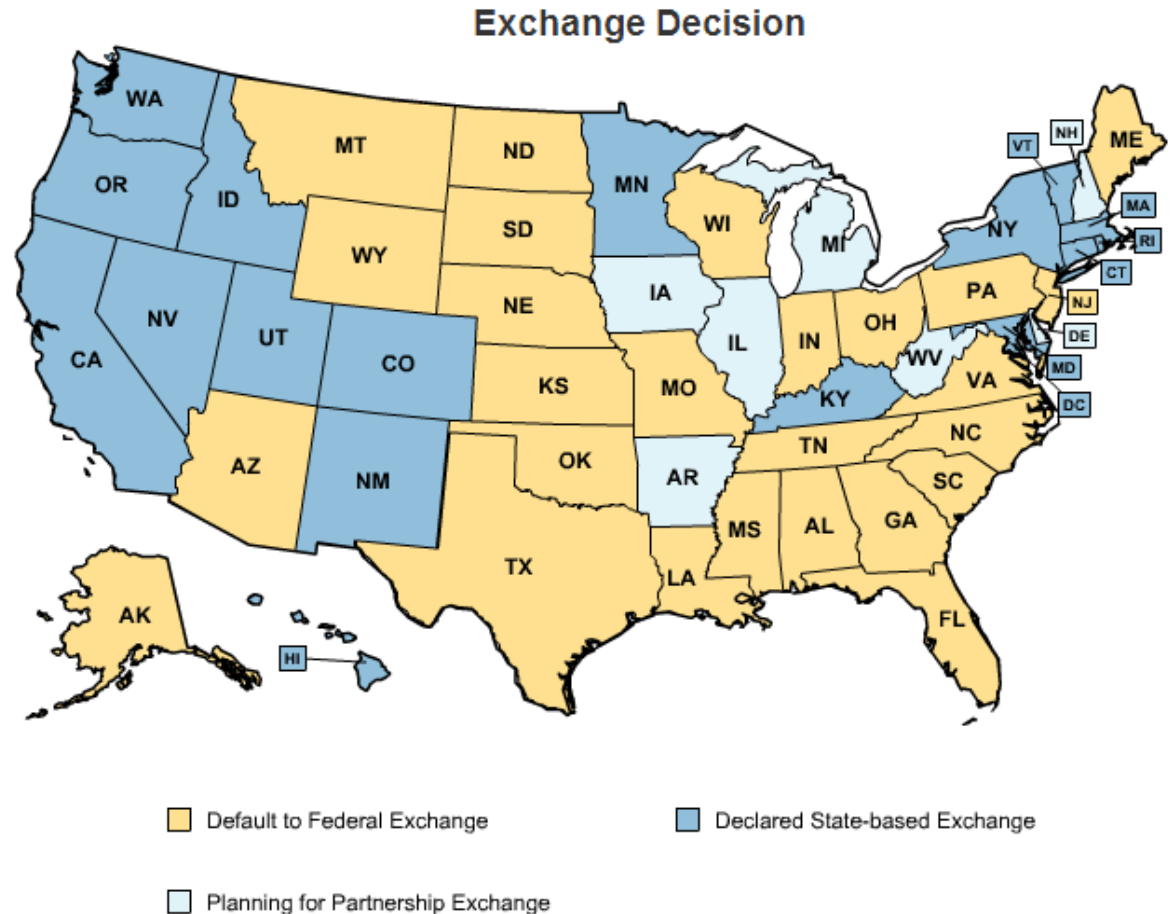 Exchange Decision
WA
MT
ND
MN
VT
NH
ME
OR
ID
SD
WI
MI
NY
MA
RI
CT
WY
NE
IA
PA
NJ
NV
UT
CO
IL
IN
OH
DE
CA
KS
MO
WV
VA
MD
KY
DC
AZ
NM
OK
AR
TN
NC
SC
TX
LA
MS
AL
GA
FL
AK
HI
Default to Federal Exchange
Declared State-based Exchange
Planning for Partnership Exchange